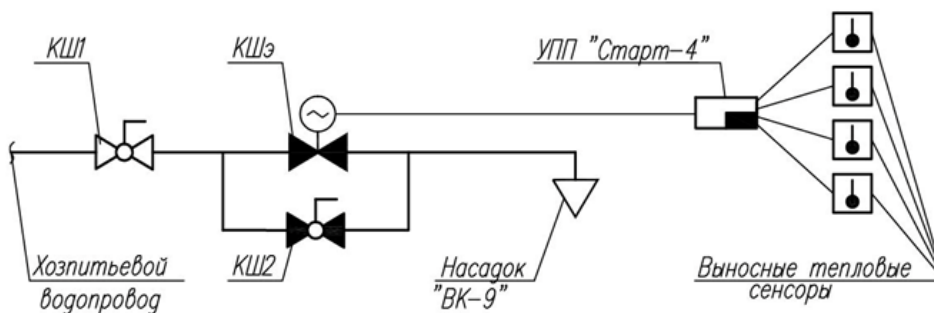 КШ1
КШэ
УПП "Старт-4"
КШ2
Хозпитьевой
водопровод
Насадок
"ВК-9"
Выносные тепловые
сенсоры